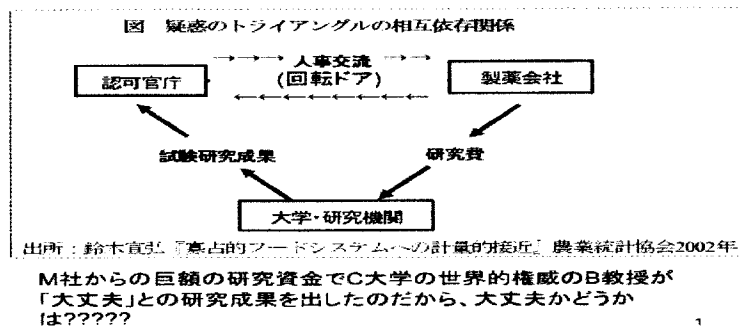 図 疑惑のトライアングルの相互依存関係
人事交流
(回転ドア)
認可官庁
製薬会社
試験研究成果
研究費
大学・研究機関
出所：鈴木宣弘『寡占的フードシステムへの計量的接近』農業統計協会2002年
M社からの巨額の研究資金でC大学の世界的権威のB教授が
「大丈夫」との研究成果を出したのだから、大丈夫かどうか
は?????
1